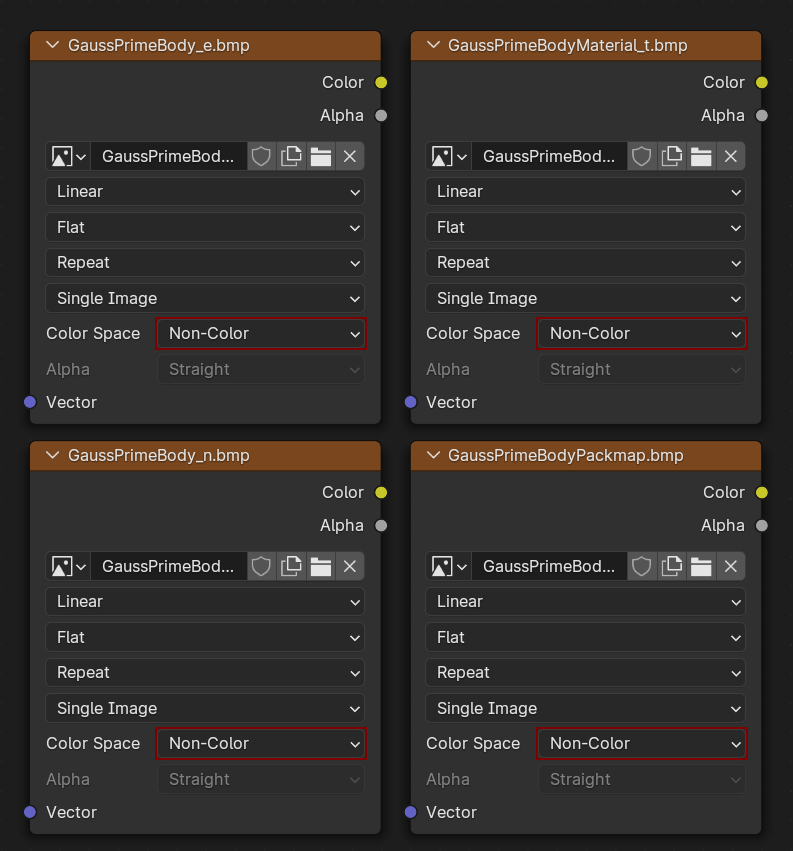 GaussPrimeBody_e.bmp
Color
Alpha
GaussPrimeBod...
Linear
Flat
Repeat
Single Image
Color Space Non-Color
Alpha Straight
Vector
GaussPrimeBodyMaterial_t.bmp
Color
Alpha
GaussPrimeBod...
Linear
Flat
Repeat
Single Image
Color Space Non-Color
Alpha Straight
Vector
GaussPrimeBody_n.bmp
Color
Alpha
GaussPrimeBod...
Linear
Flat
Repeat
Single Image
Color Space Non-Color
Alpha Straight
Vector
GaussPrimeBodyPackmap.bmp
Color
Alpha
GaussPrimeBod...
Linear
Flat
Repeat
Single Image
Color Space Non-Color
Alpha Straight
Vector